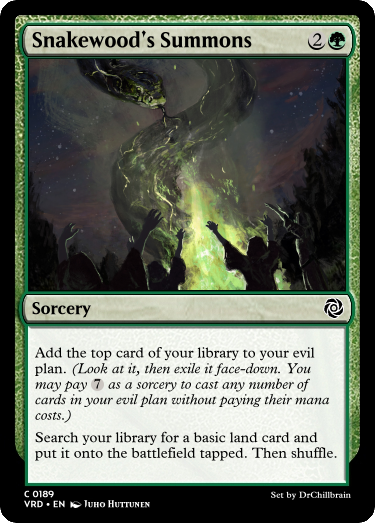 Snakewood's Summons 2
Sorcery
Add the top card of your library to your evil
plan. (Look at it, then exile it face-down. You
may pay 7 as a sorcery to cast any number of
cards in your evil plan without paying their mana
costs.)
Search your library for a basic land card and
put it onto the battlefield tapped. Then shuffle.
C 0189
VRD • EN Juho Huttunen
Set by DrChillbrain